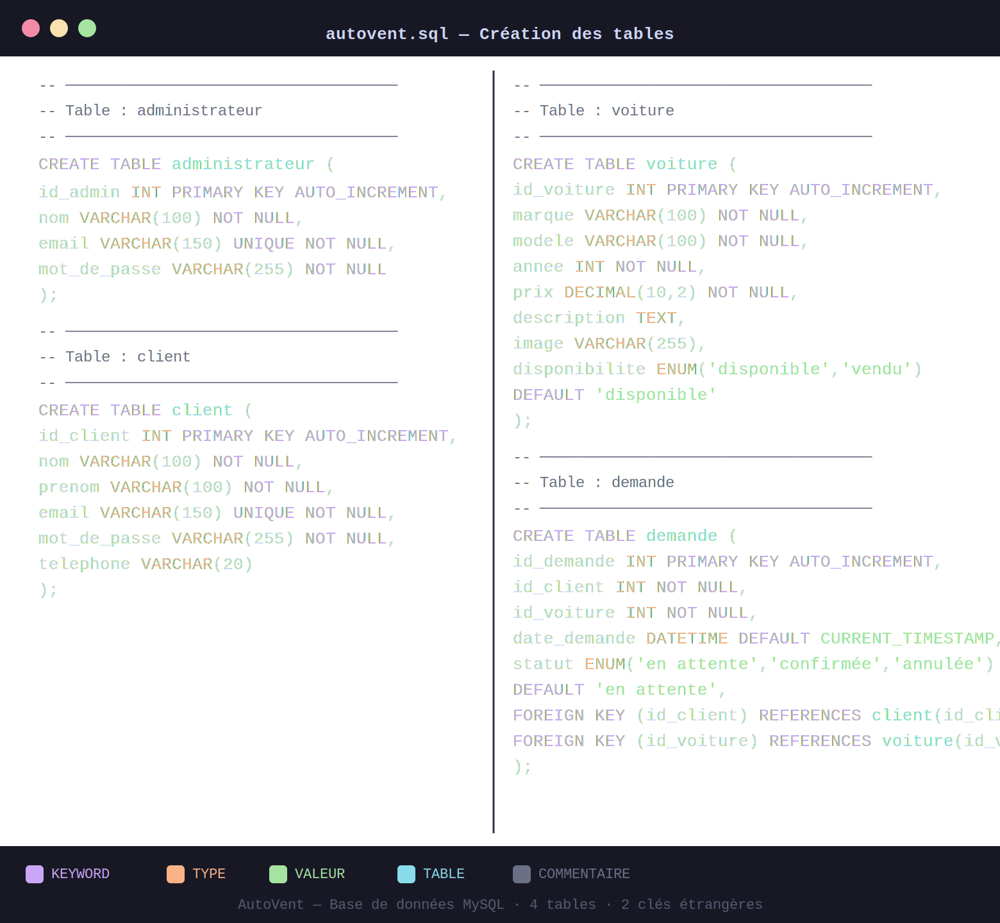 autovent.sql — Création des tables
-- ─────────────────────────────────────
-- Table : administrateur
-- ─────────────────────────────────────
CREATE TABLE administrateur (
id_admin INT PRIMARY KEY AUTO_INCREMENT,
nom VARCHAR(100) NOT NULL,
email VARCHAR(150) UNIQUE NOT NULL,
mot_de_passe VARCHAR(255) NOT NULL
);
-- ─────────────────────────────────────
-- Table : client
-- ─────────────────────────────────────
CREATE TABLE client (
id_client INT PRIMARY KEY AUTO_INCREMENT,
nom VARCHAR(100) NOT NULL,
prenom VARCHAR(100) NOT NULL,
email VARCHAR(150) UNIQUE NOT NULL,
mot_de_passe VARCHAR(255) NOT NULL,
telephone VARCHAR(20)
);
-- ─────────────────────────────────────
-- Table : voiture
-- ─────────────────────────────────────
CREATE TABLE voiture (
id_voiture INT PRIMARY KEY AUTO_INCREMENT,
marque VARCHAR(100) NOT NULL,
modele VARCHAR(100) NOT NULL,
annee INT NOT NULL,
prix DECIMAL(10,2) NOT NULL,
description TEXT,
image VARCHAR(255),
disponibilite ENUM('disponible','vendu')
DEFAULT 'disponible'
);
-- ─────────────────────────────────────
-- Table : demande
-- ─────────────────────────────────────
CREATE TABLE demande (
id_demande INT PRIMARY KEY AUTO_INCREMENT,
id_client INT NOT NULL,
id_voiture INT NOT NULL,
date_demande DATETIME DEFAULT CURRENT_TIMESTAMP,
statut ENUM('en attente','confirmée','annulée')
DEFAULT 'en attente',
FOREIGN KEY (id_client) REFERENCES client(id_cli
FOREIGN KEY (id_voiture) REFERENCES voiture(id_v
);
KEYWORD TYPE VALEUR TABLE COMMENTAIRE
AutoVent — Base de données MySQL · 4 tables · 2 clés étrangères